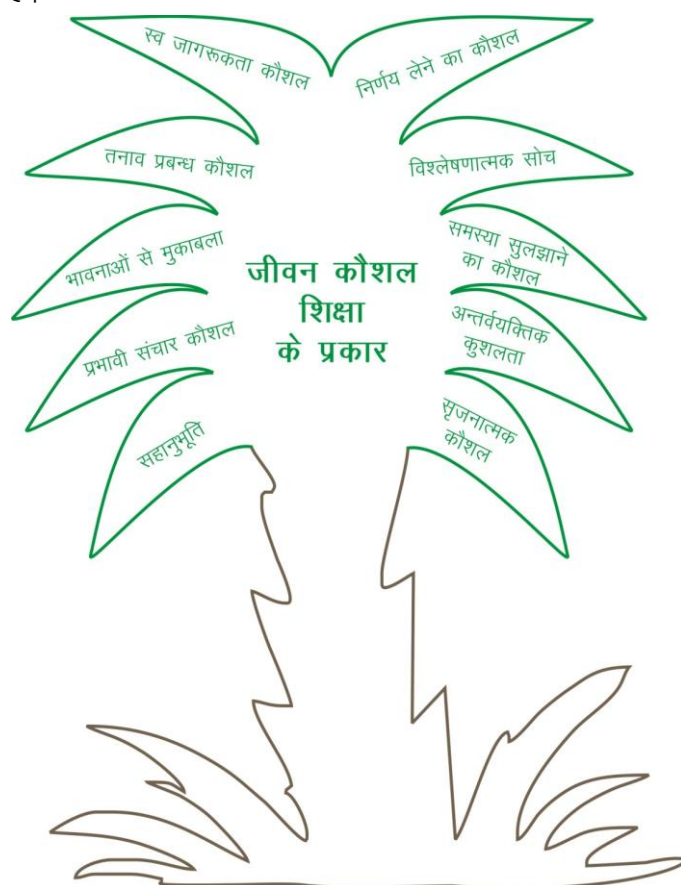 स्व जागरूकता कौशल
निर्णय लेने का कौशल
तनाव प्रबन्ध कौशल
विश्लेषणात्मक सोच
भावनाओं से मुकाबला
समस्या सुलझाने
का कौशल
जीवन कौशल
शिक्षा
के प्रकार
प्रभावी संचार कौशल
अन्तर्वयक्तिक
कुशलता
सहानुभूति
सृजनात्मक
कौशल